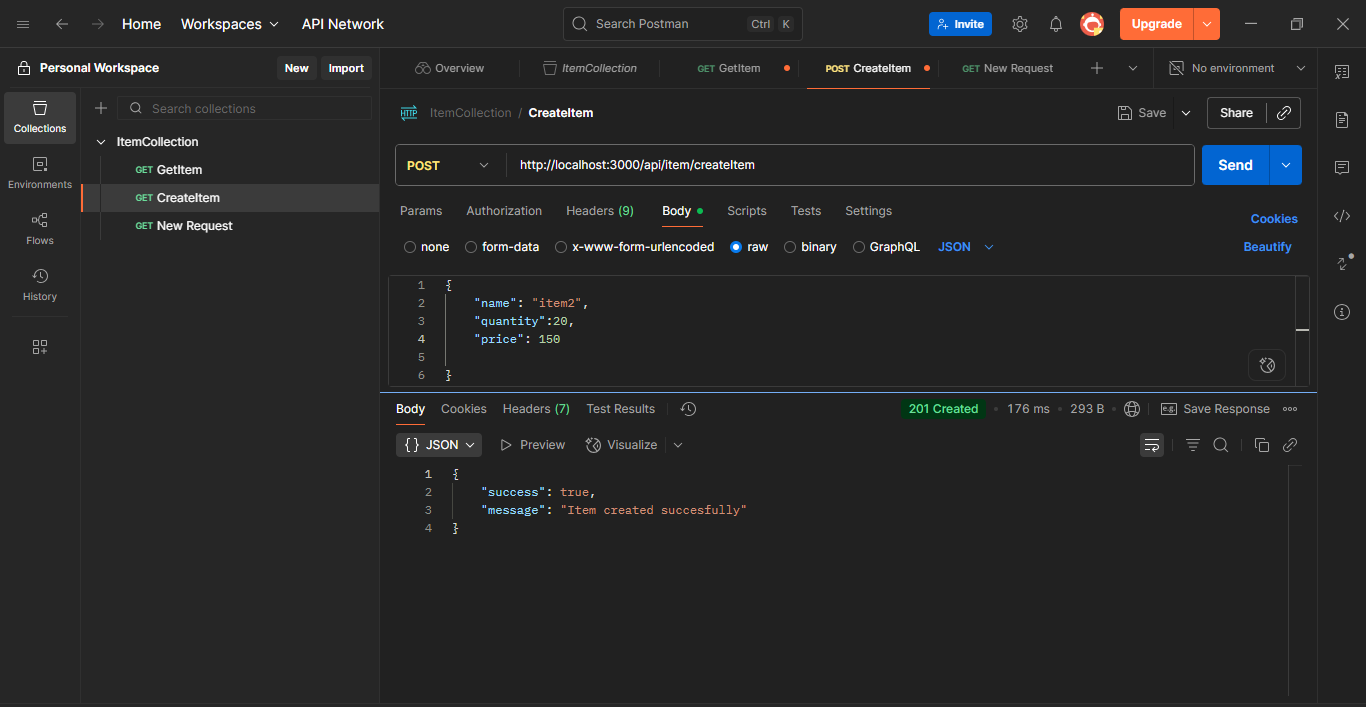 Home Workspaces API Network Search Postman Ctrl K Invite Upgrade
Personal Workspace New Import Overview ItemCollection GET GetItem POST CreateItem GET New Request No environment
Search collections
Collections
ItemCollection
GET GetItem
GET CreateItem
GET New Request
Environments
Flows
History
HTTP ItemCollection / CreateItem Save Share
POST http://localhost:3000/api/item/createItem Send
Params Authorization Headers (9) Body Scripts Tests Settings Cookies
none form-data x-www-form-urlencoded raw binary GraphQL JSON Beautify
1 {
2 "name": "item2",
3 "quantity":20,
4 "price": 150
5
6 }
Body Cookies Headers (7) Test Results 201 Created 176 ms 293 B e.g. Save Response
{} JSON Preview Visualize
1 {
2 "success": true,
3 "message": "Item created succesfully"
4 }